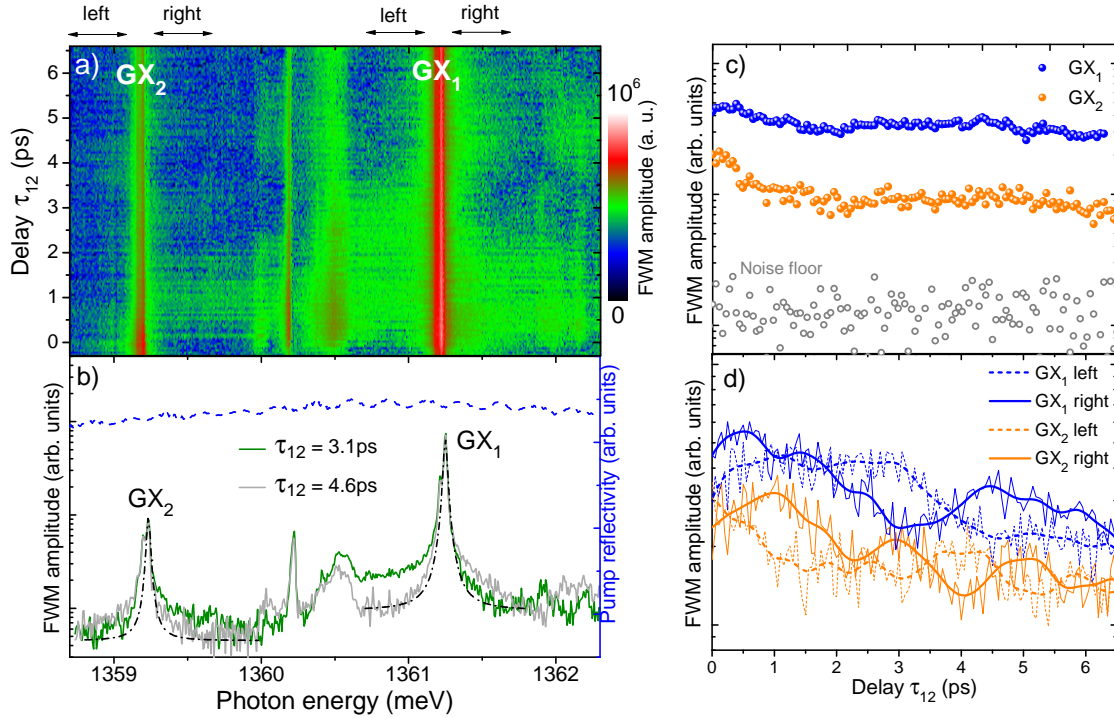 left right left right
a)
GX₂
GX₁
6
5
4
3
2
1
0
Delay τ₁₂ (ps)
10⁶
0
FWM amplitude (a. u.)
b)
τ₁₂ = 3.1ps
τ₁₂ = 4.6ps
GX₂
GX₁
FWM amplitude (arb. units)
Pump reflectivity (arb. units)
1359 1360 1361 1362
Photon energy (meV)
c)
GX₁
GX₂
Noise floor
FWM amplitude (arb. units)
d)
GX₁ left
GX₁ right
GX₂ left
GX₂ right
FWM amplitude (arb. units)
0 1 2 3 4 5 6
Delay τ₁₂ (ps)